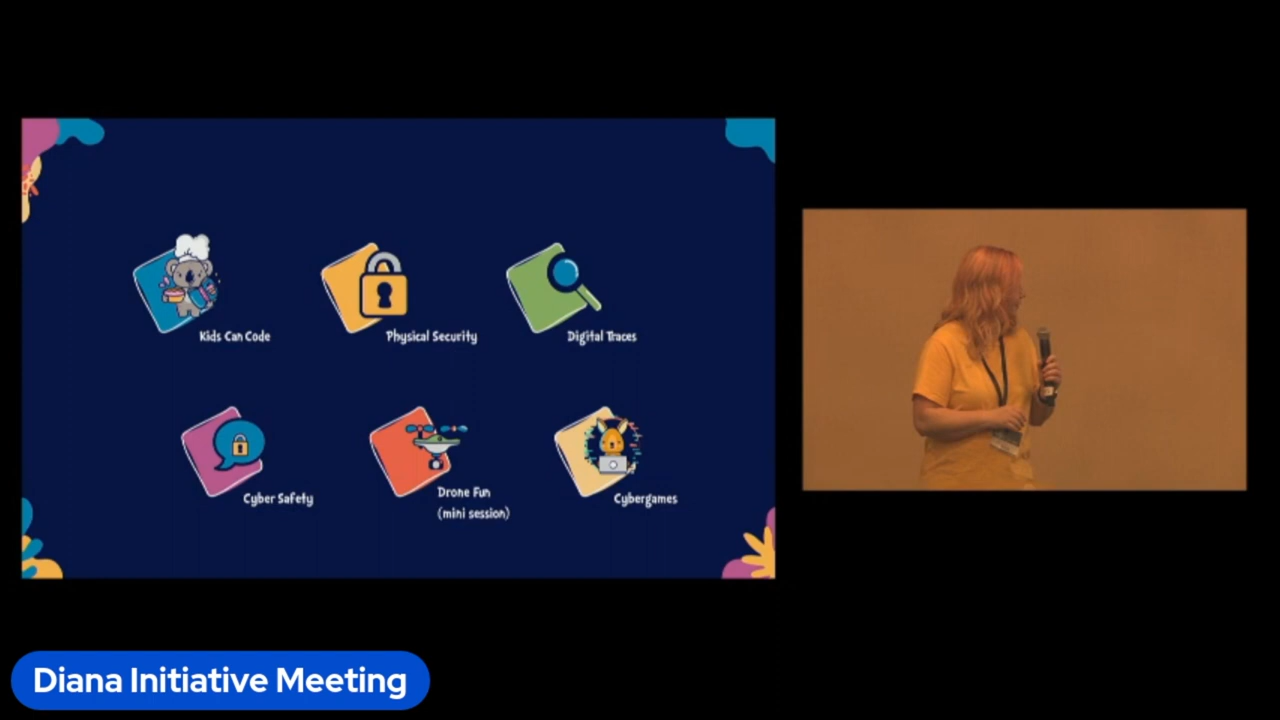 Kids Can Code
Physical Security
Digital Traces
Cyber Safety
Drone Fun
(mini session)
Cybergames
Diana Initiative Meeting